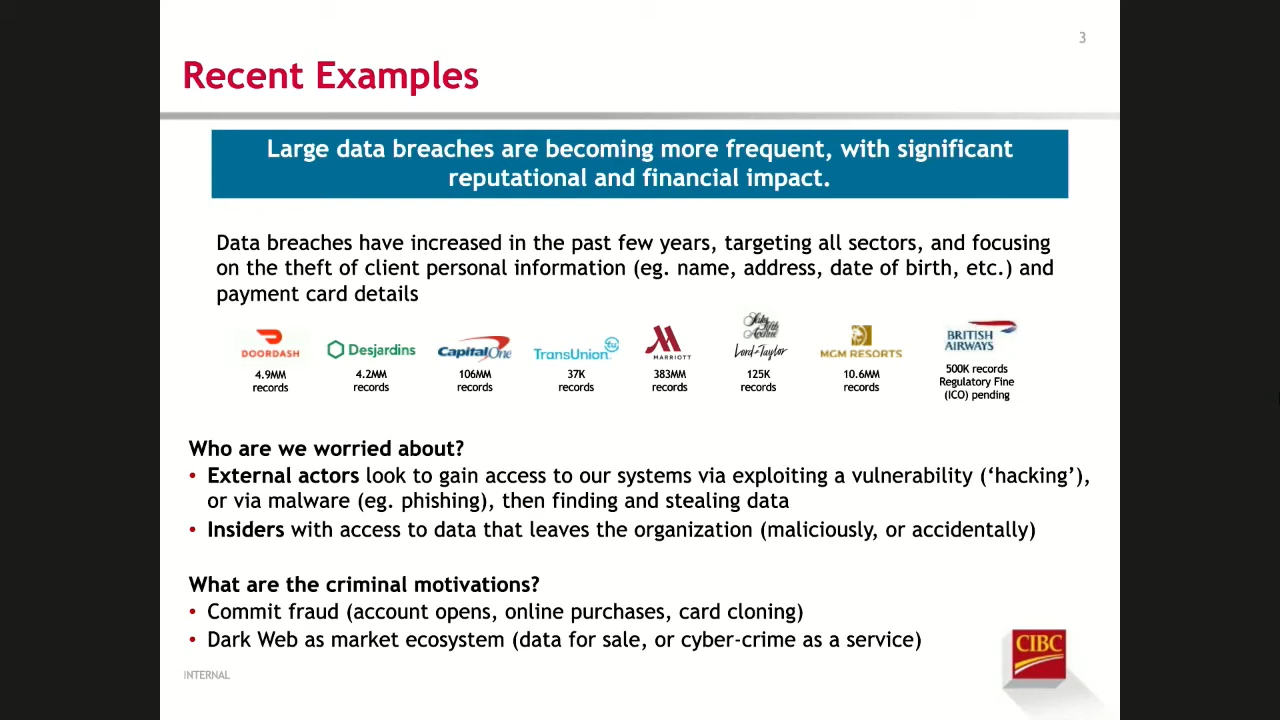 3
Recent Examples
Large data breaches are becoming more frequent, with significant
reputational and financial impact.
Data breaches have increased in the past few years, targeting all sectors, and focusing
on the theft of client personal information (eg. name, address, date of birth, etc.) and
payment card details
DOORDASH
4.9MM
records
Desjardins
4.2MM
records
Capital One
106MM
records
TransUnion tu
37K
records
MARRIOTT
383MM
records
Saks
Fifth
Avenue
Lord & Taylor
125K
records
MGM RESORTS
10.6MM
records
BRITISH
AIRWAYS
500K records
Regulatory Fine
(ICO) pending
Who are we worried about?
• External actors look to gain access to our systems via exploiting a vulnerability (‘hacking’),
or via malware (eg. phishing), then finding and stealing data
• Insiders with access to data that leaves the organization (maliciously, or accidentally)
What are the criminal motivations?
• Commit fraud (account opens, online purchases, card cloning)
• Dark Web as market ecosystem (data for sale, or cyber-crime as a service)
CIBC
INTERNAL